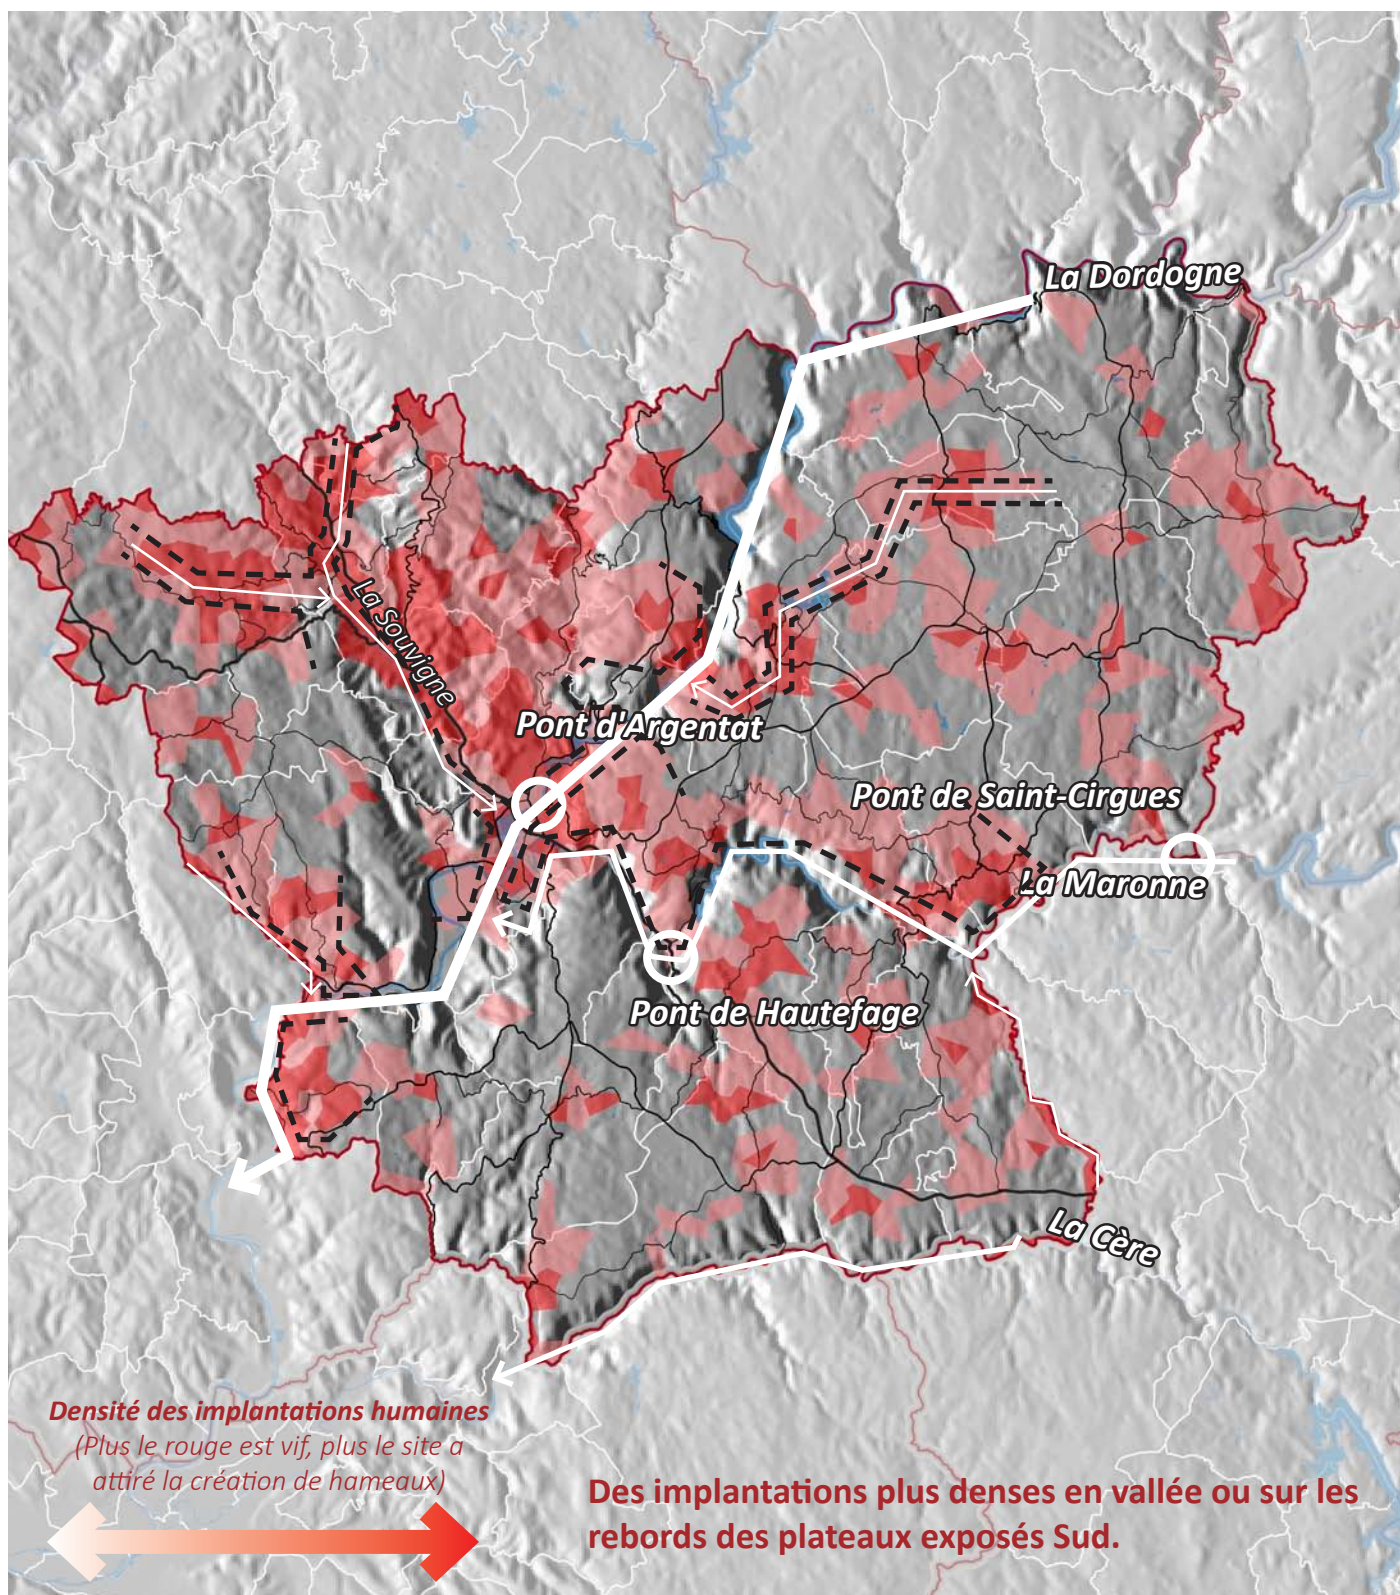 La Dordogne
La Souvigne
Pont d'Argentat
Pont de Saint-Cirgues
La Maronne
Pont de Hautefage
La Cère
Densité des implantations humaines
(Plus le rouge est vif, plus le site a
attiré la création de hameaux)
Des implantations plus denses en vallée ou sur les
rebords des plateaux exposés Sud.